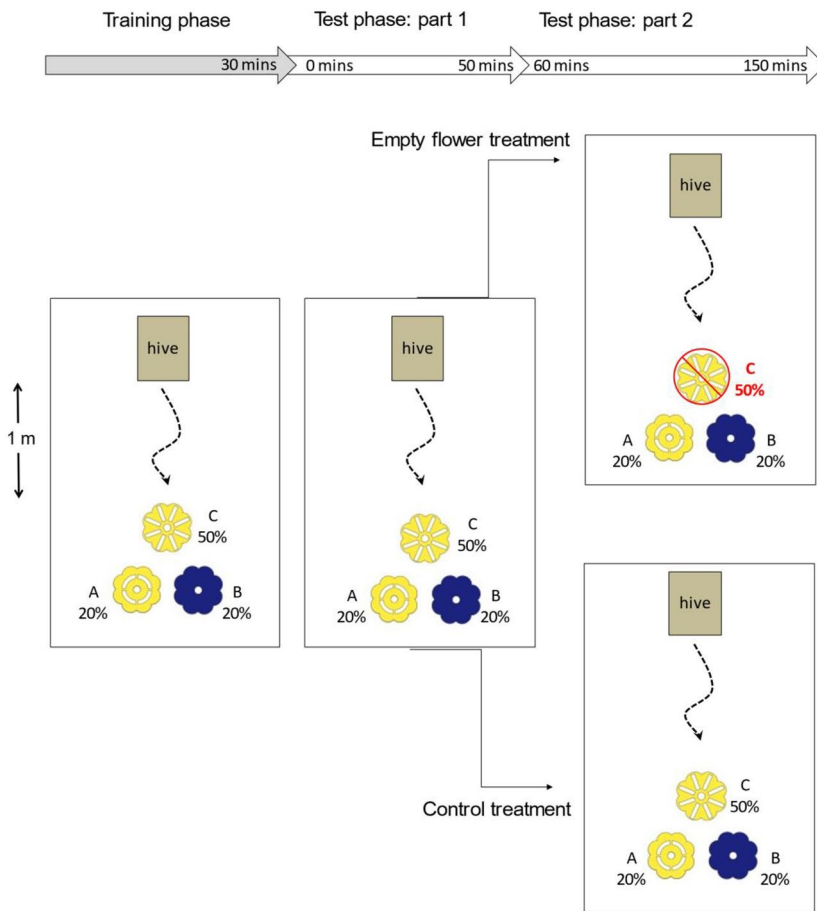 Training phase
Test phase: part 1
Test phase: part 2
30 mins
0 mins
50 mins
60 mins
150 mins
Empty flower treatment
hive
C
50%
A
20%
B
20%
1 m
hive
C
50%
A
20%
B
20%
hive
C
50%
A
20%
B
20%
Control treatment
hive
C
50%
A
20%
B
20%